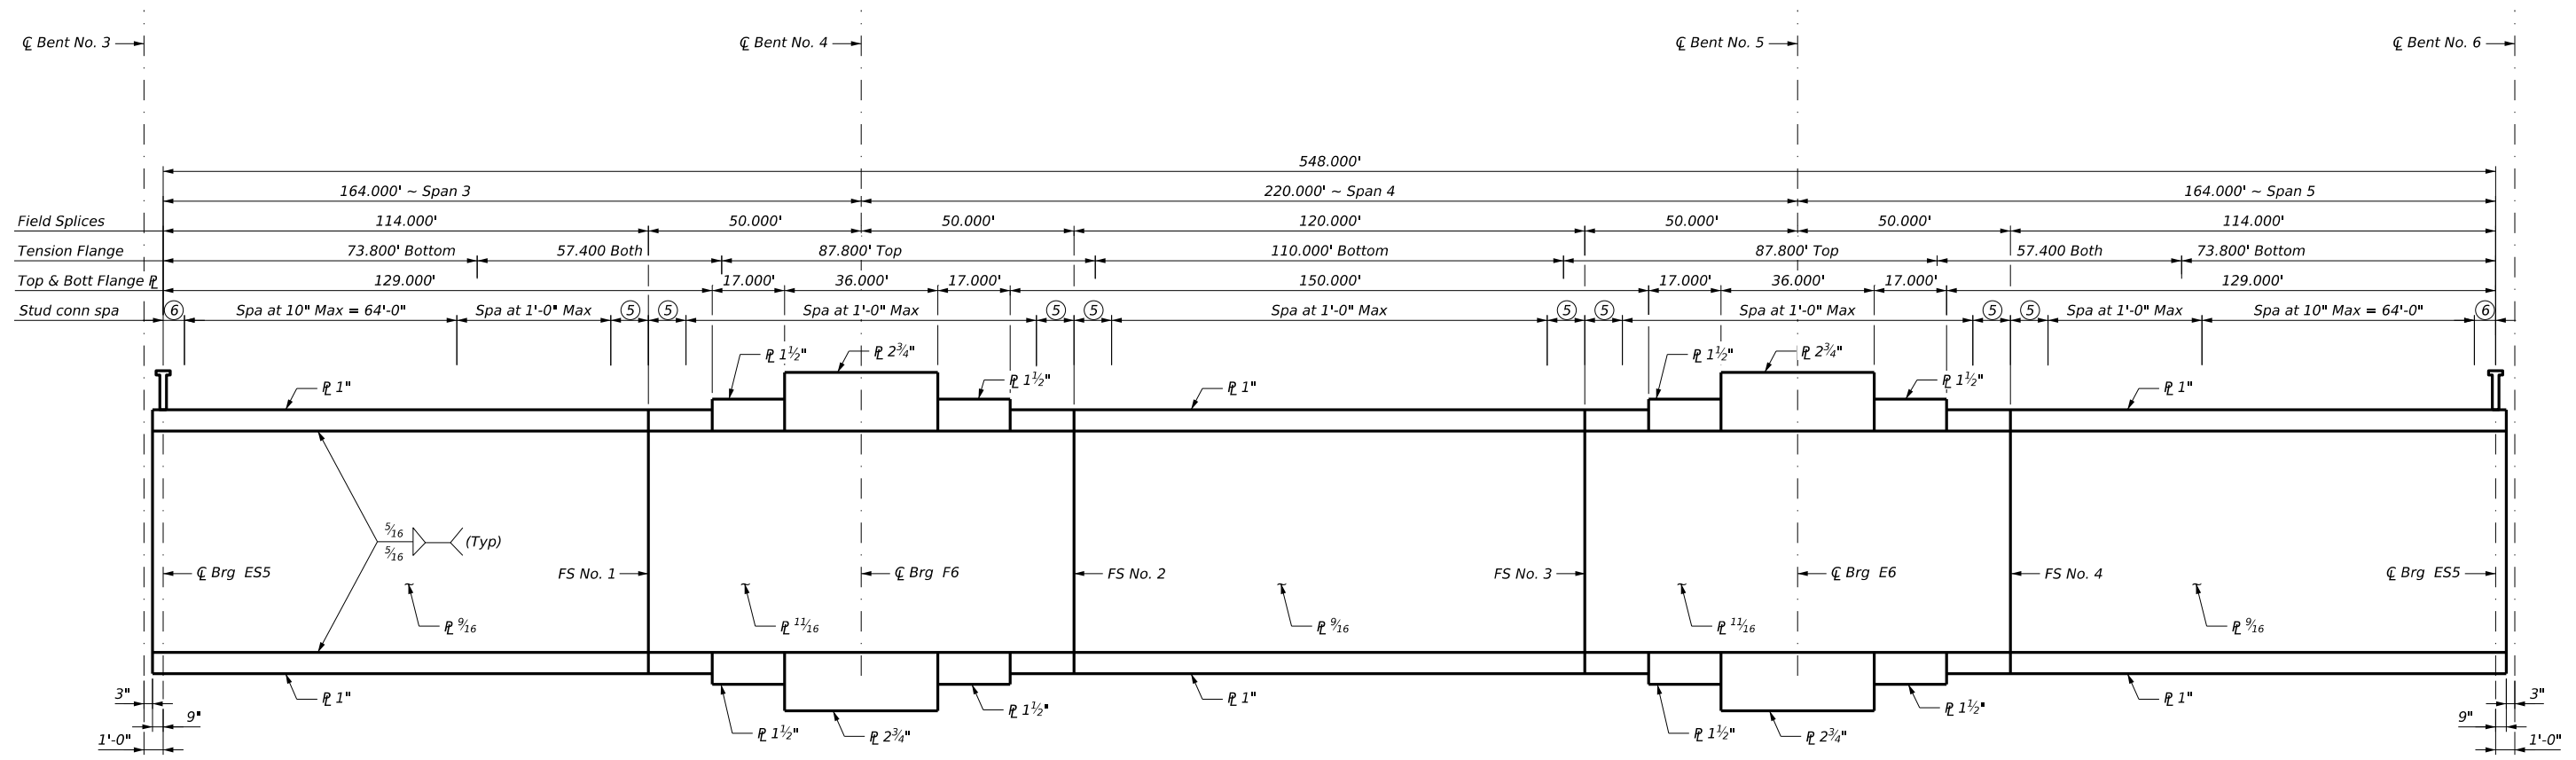 ℄ Bent No. 3
℄ Bent No. 4
℄ Bent No. 5
℄ Bent No. 6
548.000'
164.000' ~ Span 3
220.000' ~ Span 4
164.000' ~ Span 5
Field Splices 114.000' 50.000' 50.000' 120.000' 50.000' 50.000' 114.000'
Tension Flange 73.800' Bottom 57.400 Both 87.800' Top 110.000' Bottom 87.800' Top 57.400 Both 73.800' Bottom
Top & Bott Flange ⅊ 129.000' 17.000' 36.000' 17.000' 150.000' 17.000' 36.000' 17.000' 129.000'
Stud conn spa ⑥ Spa at 10" Max = 64'-0" Spa at 1'-0" Max ⑤ ⑤ Spa at 1'-0" Max ⑤ ⑤ Spa at 1'-0" Max ⑤ ⑤ Spa at 1'-0" Max ⑤ ⑤ Spa at 1'-0" Max Spa at 10" Max = 64'-0" ⑥
⅊ 1"
⅊ 1½"
⅊ 2¾"
⅊ 1½"
⅊ 1"
⅊ 1½"
⅊ 2¾"
⅊ 1½"
⅊ 1"
5/16
5/16
(Typ)
℄ Brg ES5
FS No. 1
℄ Brg F6
FS No. 2
FS No. 3
℄ Brg E6
FS No. 4
℄ Brg ES5
⅊ 9/16
⅊ 11/16
⅊ 9/16
⅊ 11/16
⅊ 9/16
⅊ 1"
⅊ 1½"
⅊ 2¾"
⅊ 1½"
⅊ 1"
⅊ 1½"
⅊ 2¾"
⅊ 1½"
⅊ 1"
3"
9"
1'-0"
3"
9"
1'-0"